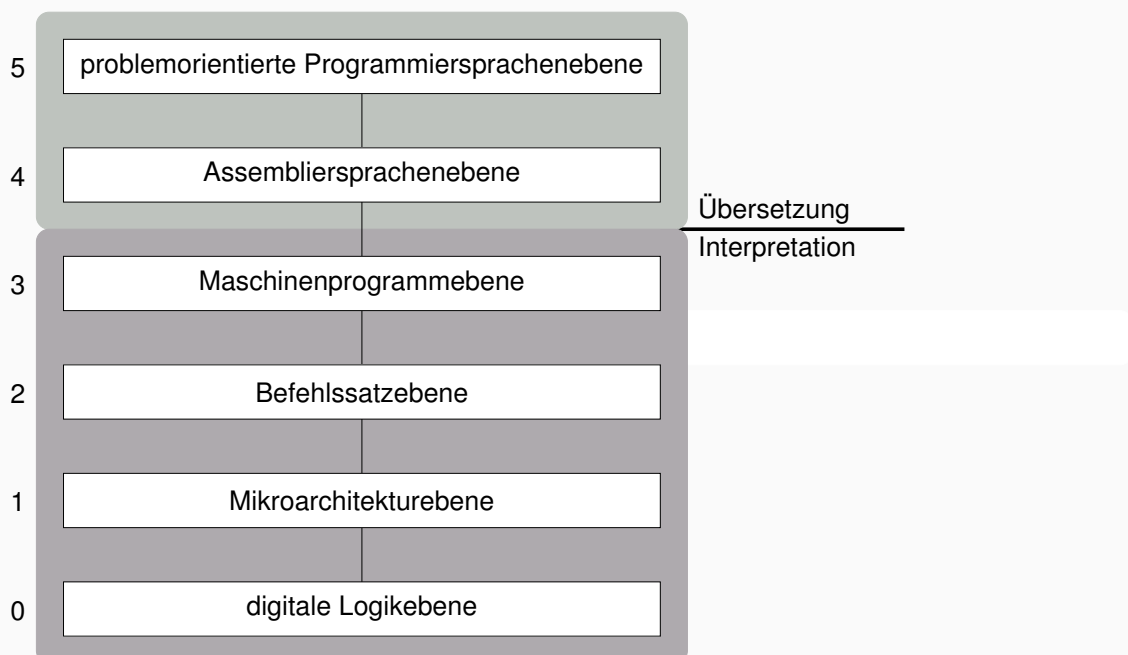 5 problemorientierte Programmiersprachenebene
4 Assembliersprachenebene
Übersetzung
Interpretation
3 Maschinenprogrammebene
2 Befehlssatzebene
1 Mikroarchitekturebene
0 digitale Logikebene